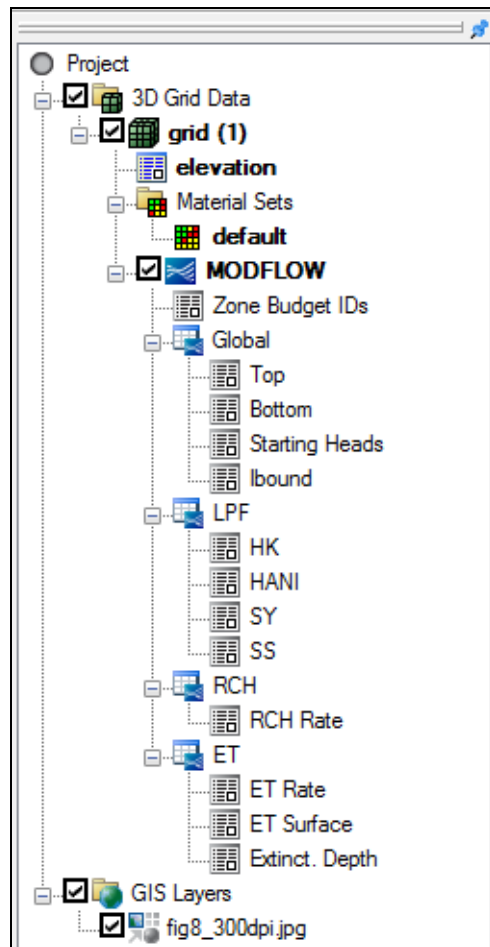 Project
3D Grid Data
grid (1)
elevation
Material Sets
default
MODFLOW
Zone Budget IDs
Global
Top
Bottom
Starting Heads
Ibound
LPF
HK
HANI
SY
SS
RCH
RCH Rate
ET
ET Rate
ET Surface
Extinct. Depth
GIS Layers
fig8_300dpi.jpg